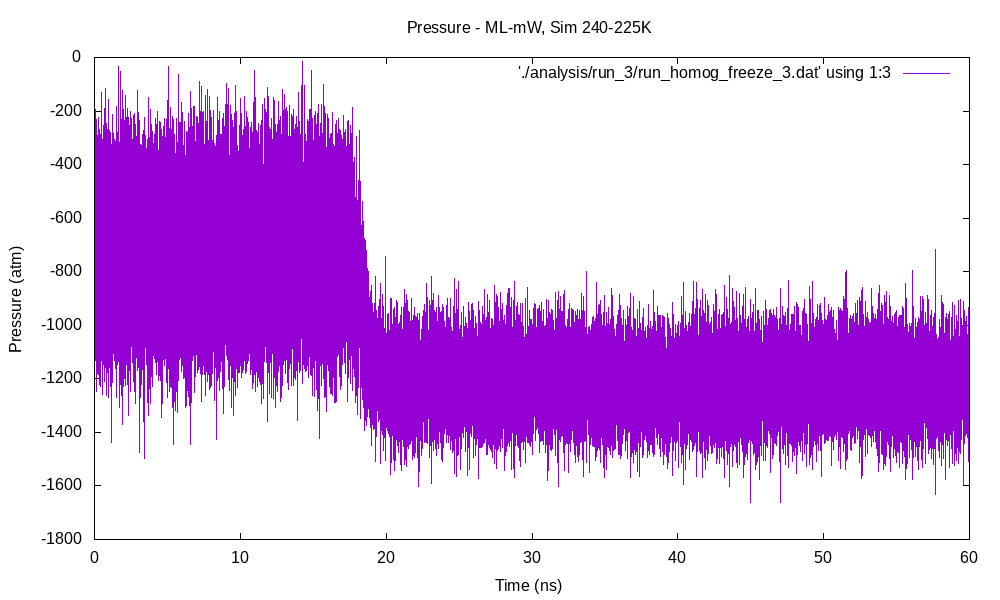 Pressure - ML-mW, Sim 240-225K
'./analysis/run_3/run_homog_freeze_3.dat' using 1:3
Pressure (atm)
0
-200
-400
-600
-800
-1000
-1200
-1400
-1600
-1800
0 10 20 30 40 50 60
Time (ns)